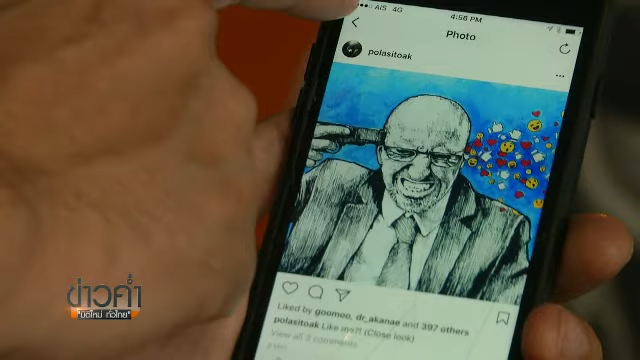 AIS 4G
4:56 PM
Photo
polasitoak
Liked by goomoo, dr_akanae and 397 others
polasitoak Like me?! (Close look)
View all 3 comments
ข่าวค่ำ
"มิติใหม่ ทั่วไทย"